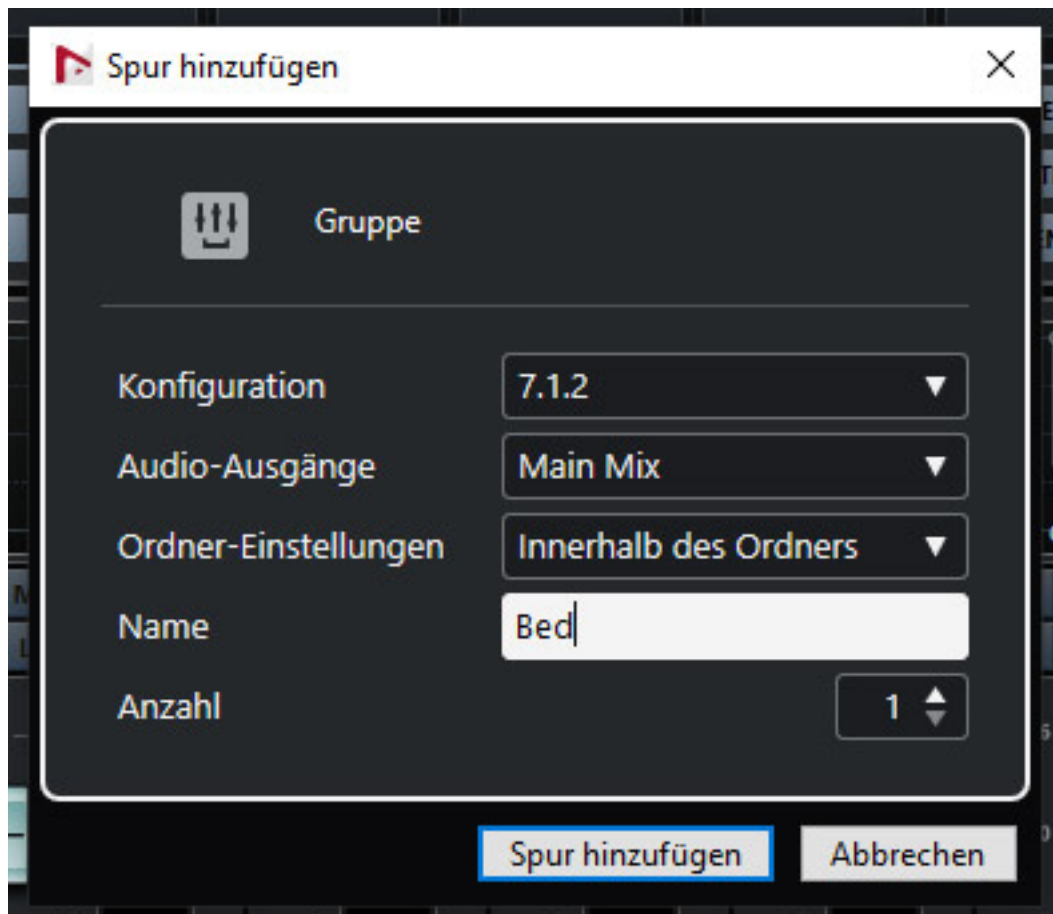 Spur hinzufügen
Gruppe
Konfiguration 7.1.2
Audio-Ausgänge Main Mix
Ordner-Einstellungen Innerhalb des Ordners
Name Bed
Anzahl 1
Spur hinzufügen Abbrechen